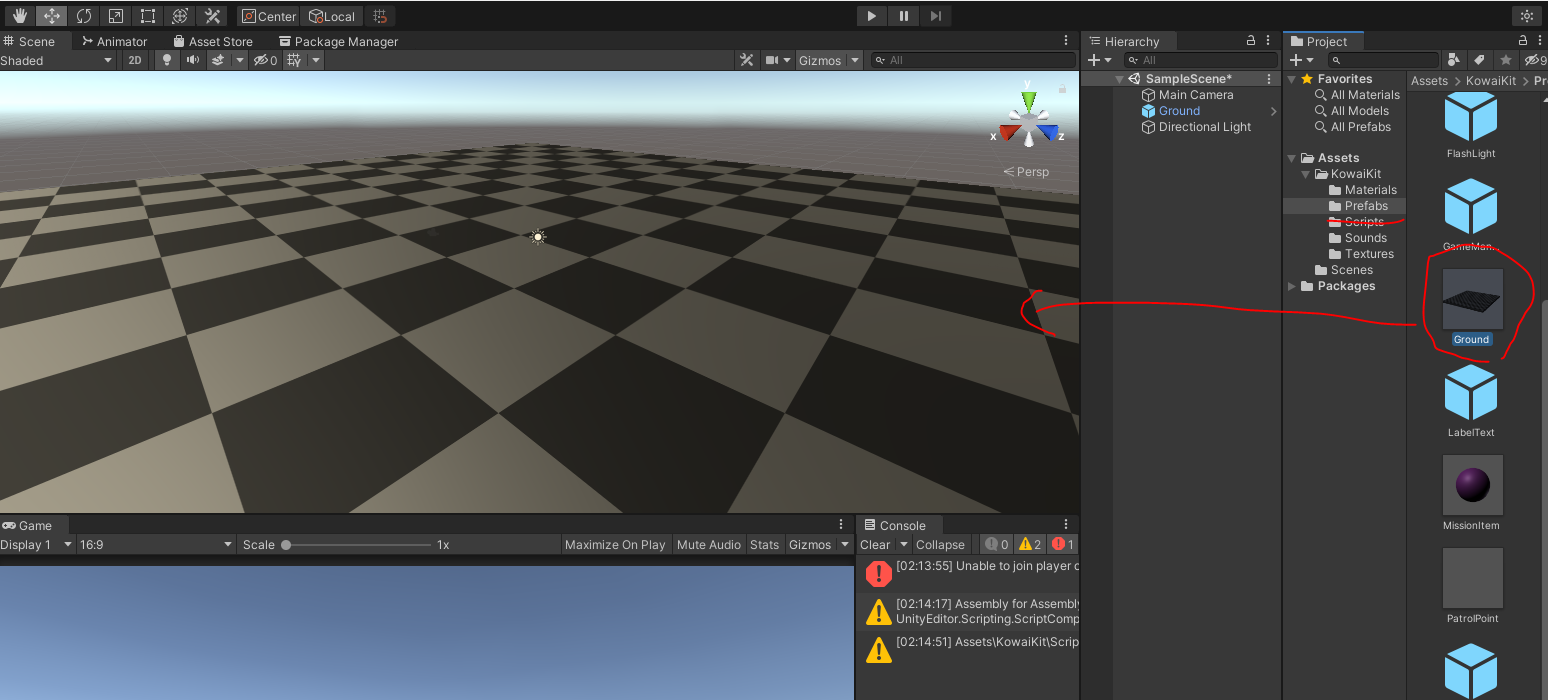 Center Local
Scene Animator Asset Store Package Manager
Shaded 2D 0 Gizmos All
y
x z
Persp
Hierarchy
All
SampleScene*
Main Camera
Ground
Directional Light
Project
9
Favorites
All Materials
All Models
All Prefabs
Assets
KowaiKit
Materials
Prefabs
Scripts
Sounds
Textures
Scenes
Packages
Assets > KowaiKit > Pr
FlashLight
GameMan...
Ground
LabelText
MissionItem
PatrolPoint
Game
Display 1 16:9 Scale 1x Maximize On Play Mute Audio Stats Gizmos
Console
Clear Collapse 0 2 1
[02:13:55] Unable to join player c
[02:14:17] Assembly for Assembly
UnityEditor.Scripting.ScriptComp
[02:14:51] Assets\KowaiKit\Scrip